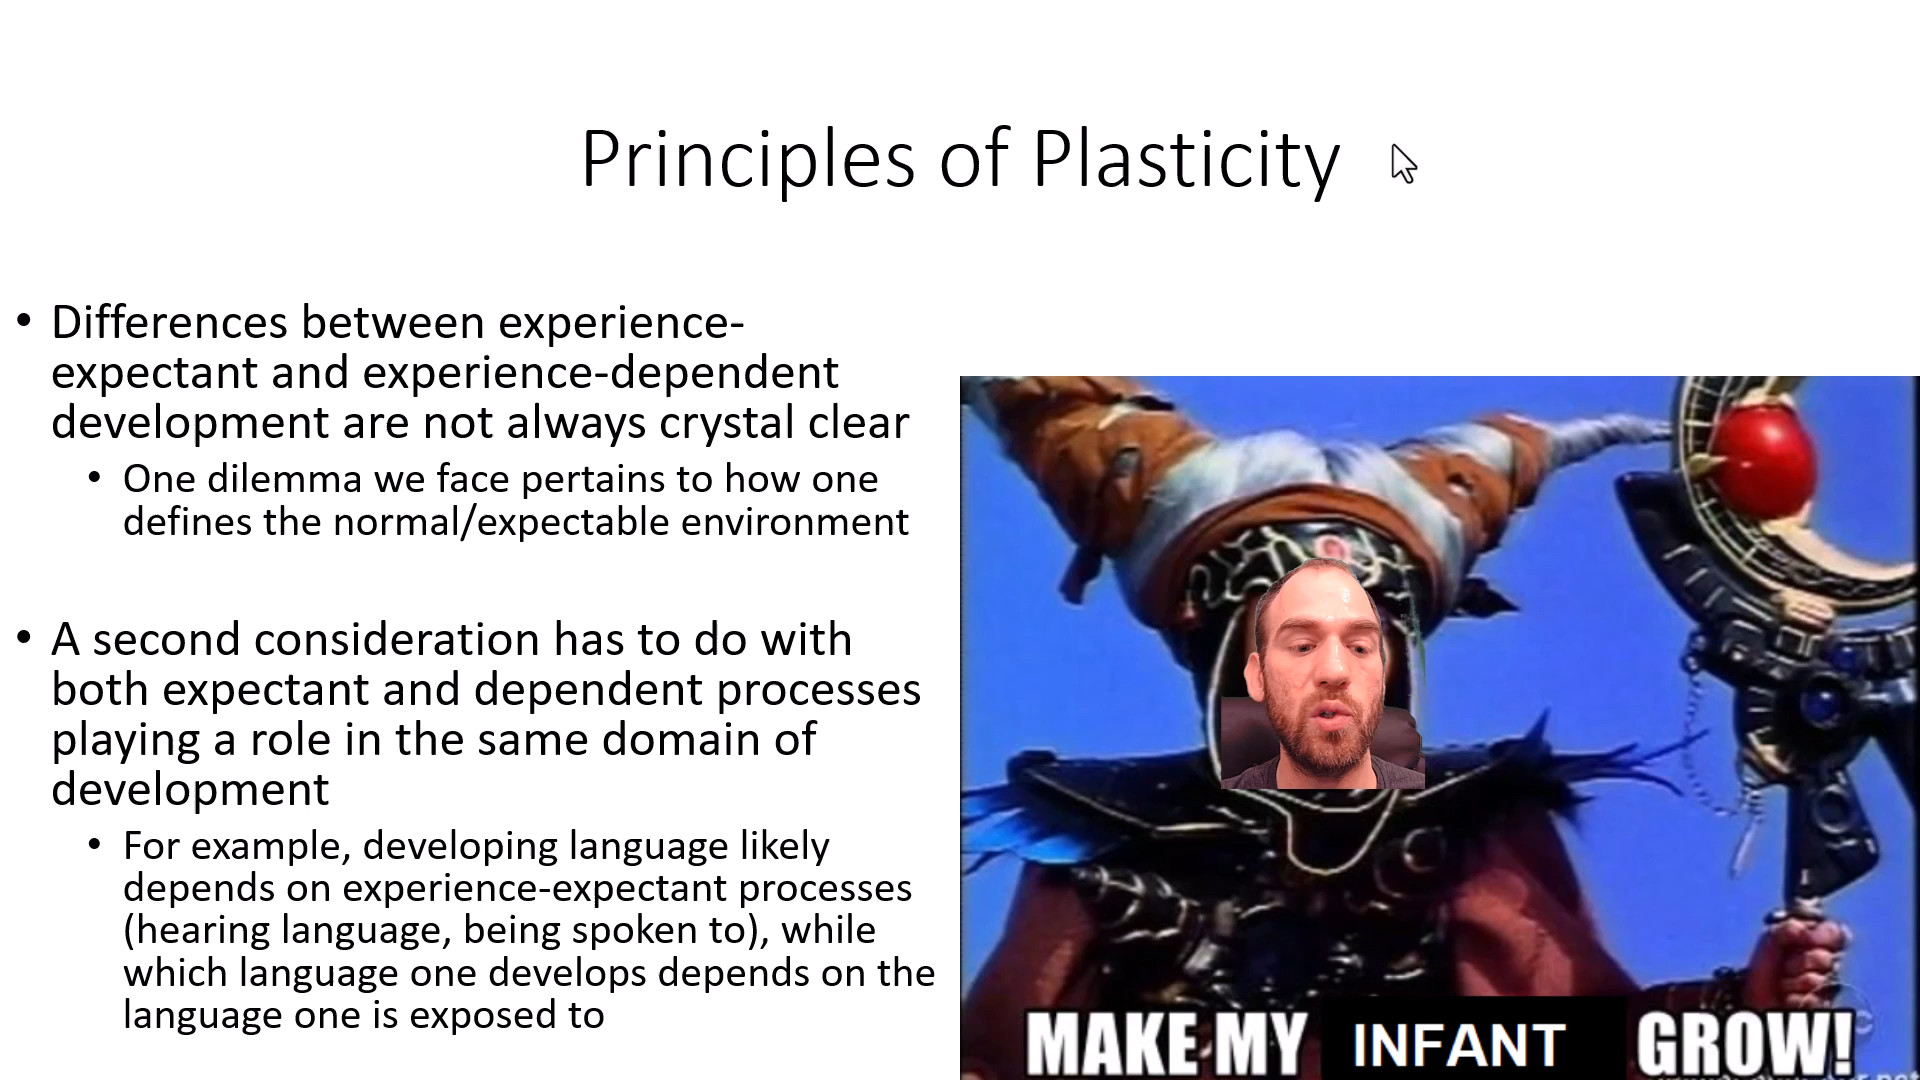 Principles of Plasticity
• Differences between experience-
expectant and experience-dependent
development are not always crystal clear
• One dilemma we face pertains to how one
defines the normal/expectable environment
• A second consideration has to do with
both expectant and dependent processes
playing a role in the same domain of
development
• For example, developing language likely
depends on experience-expectant processes
(hearing language, being spoken to), while
which language one develops depends on the
language one is exposed to
MAKE MY INFANT GROW!